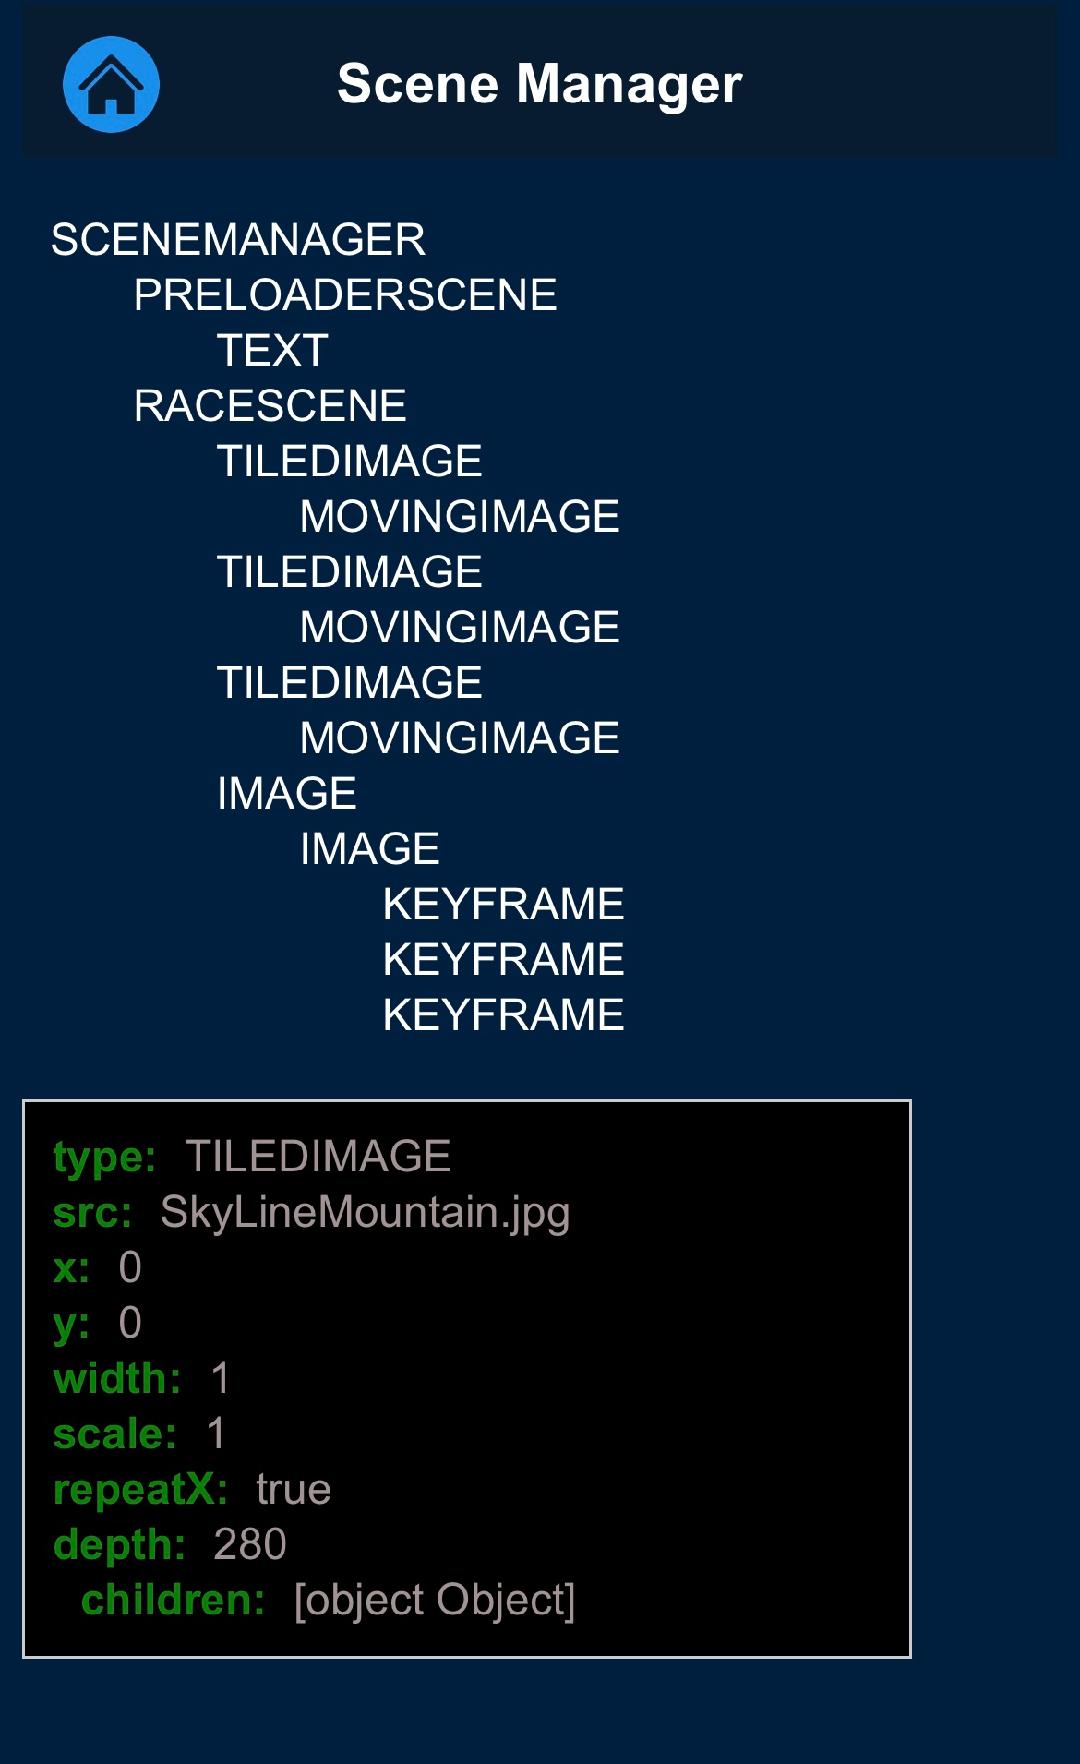 Scene Manager
SCENEMANAGER
PRELOADERSCENE
TEXT
RACESCENE
TILEDIMAGE
MOVINGIMAGE
TILEDIMAGE
MOVINGIMAGE
TILEDIMAGE
MOVINGIMAGE
IMAGE
IMAGE
KEYFRAME
KEYFRAME
KEYFRAME
type: TILEDIMAGE
src: SkyLineMountain.jpg
x: 0
y: 0
width: 1
scale: 1
repeatX: true
depth: 280
children: [object Object]